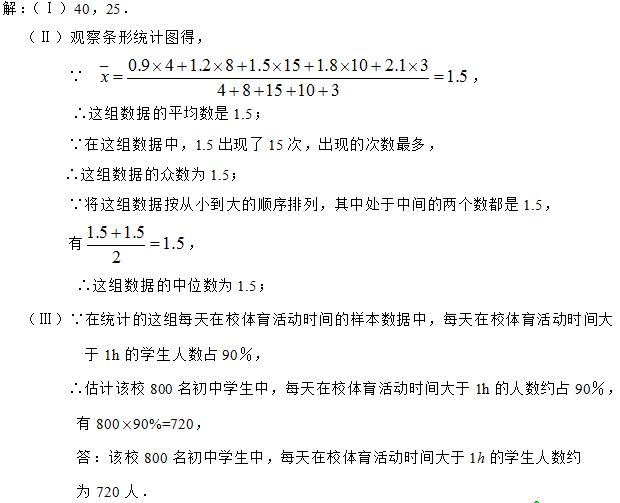 解：（Ⅰ）40，25．
（Ⅱ）观察条形统计图得，
∵ x̄=(0.9×4+1.2×8+1.5×15+1.8×10+2.1×3)/(4+8+15+10+3)=1.5，
∴这组数据的平均数是 1.5；
∵在这组数据中，1.5 出现了 15 次，出现的次数最多，
∴这组数据的众数为 1.5；
∵将这组数据按从小到大的顺序排列，其中处于中间的两个数都是 1.5，
有(1.5+1.5)/2=1.5，
∴这组数据的中位数为 1.5；
（Ⅲ）∵在统计的这组每天在校体育活动时间的样本数据中，每天在校体育活动时间大
于 1h 的学生人数占 90％，
∴估计该校 800 名初中学生中，每天在校体育活动时间大于 1h 的人数约占 90％，
有 800×90%=720，
答：该校 800 名初中学生中，每天在校体育活动时间大于 1h 的学生人数约
为 720 人．